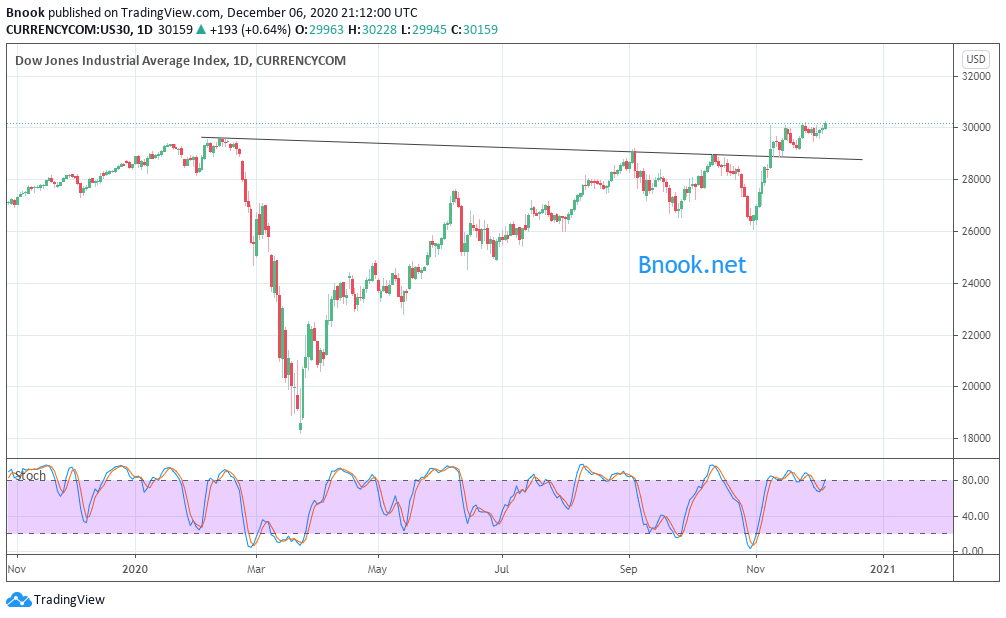 Bnook published on TradingView.com, December 06, 2020 21:12:00 UTC
CURRENCYCOM:US30, 1D 30159 ▲ +193 (+0.64%) O:29963 H:30228 L:29945 C:30159
Dow Jones Industrial Average Index, 1D, CURRENCYCOM
USD
32000
30000
28000
26000
Bnook.net
24000
22000
20000
18000
Stoch
80.00
40.00
0.00
Nov 2020 Mar May Jul Sep Nov 2021
TradingView